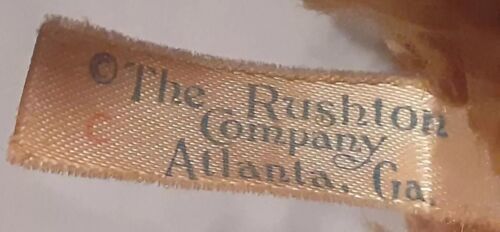 © The Rushton
Company
Atlanta, Ga.